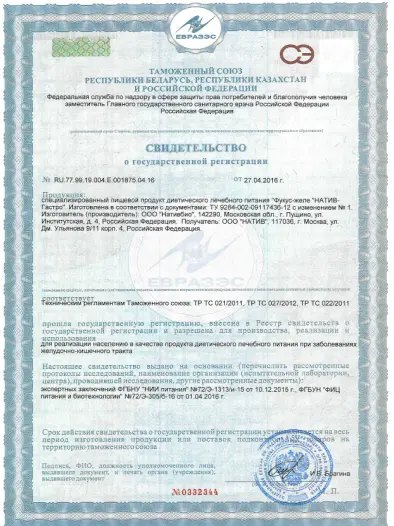 ЕВРАЗЭС
СЭ
ТАМОЖЕННЫЙ СОЮЗ
РЕСПУБЛИКИ БЕЛАРУСЬ, РЕСПУБЛИКИ КАЗАХСТАН
И РОССИЙСКОЙ ФЕДЕРАЦИИ
Федеральная служба по надзору в сфере защиты прав потребителей и благополучия человека
заместитель Главного государственного санитарного врача Российской Федерации
Российская Федерация
СВИДЕТЕЛЬСТВО
о государственной регистрации
№ RU.77.99.19.004.Е.001875.04.16 от 27.04.2016 г.
Продукция:
специализированный пищевой продукт диетического лечебного питания "Фукус-желе "НАТИВ-
Гастро". Изготовлена в соответствии с документами: ТУ 9284-002-09117436-12 с изменением № 1.
Изготовитель (производитель): ООО "Нативбио", 142290, Московская обл., г. Пущино, ул.
Институтская, д. 4, Российская Федерация. Получатель: ООО "НАТИВ", 117036, г. Москва, ул.
Дм. Ульянова 9/11 корп. 4, Российская Федерация.
соответствует
Техническим регламентам Таможенного союза: ТР ТС 021/2011, ТР ТС 027/2012, ТР ТС 022/2011
прошла государственную регистрацию, внесена в Реестр свидетельств о
государственной регистрации и разрешена для производства, реализации и
использования
для реализации населению в качестве продукта диетического лечебного питания при заболеваниях
желудочно-кишечного тракта
Настоящее свидетельство выдано на основании (перечислить рассмотренные
протоколы исследований, наименование организации (испытательной лаборатории,
центра), проводившей исследования, другие рассмотренные документы):
экспертных заключений ФГБНУ "НИИ питания" №72/Э-1313/и-15 от 10.12.2015 г., ФГБУН "ФИЦ
питания и биотехнологии" №72/Э-305/б-16 от 01.04.2016 г.
Срок действия свидетельства о государственной регистрации устанавливается на весь
период изготовления продукции или поставок подконтрольных товаров на
территорию таможенного союза.
Подпись, ФИО, должность уполномоченного лица,
выдавшего документ, и печать органа (учреждения),
выдавшего документ
И.В. Брагина
№0332344
М. П.